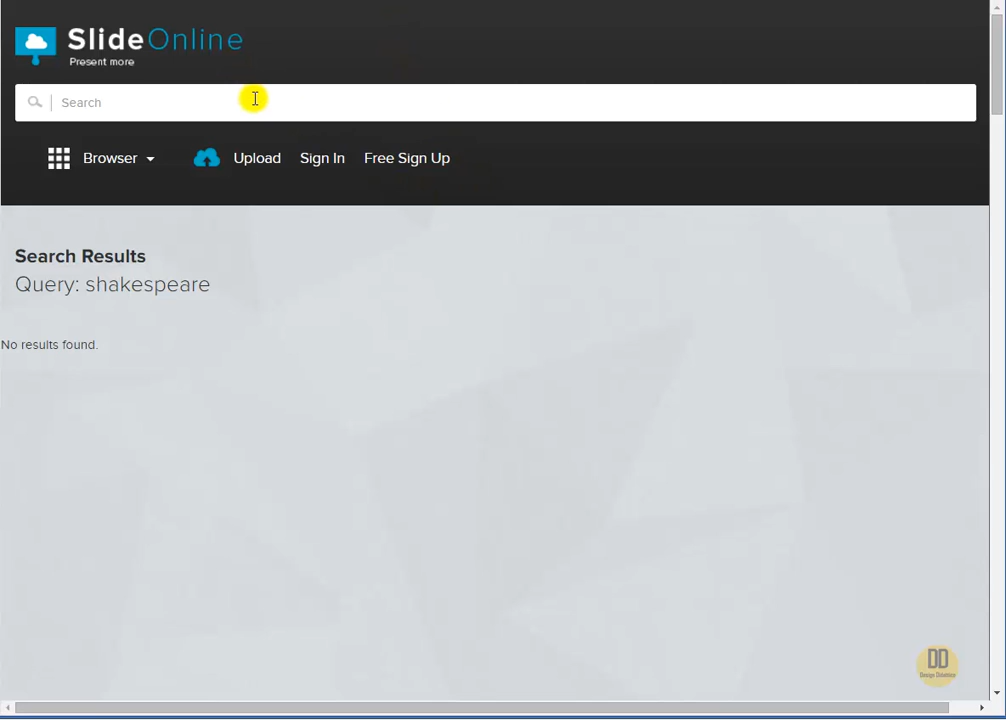 SlideOnline
Present more
Search
Browser
Upload
Sign In
Free Sign Up
Search Results
Query: shakespeare
No results found.
DD